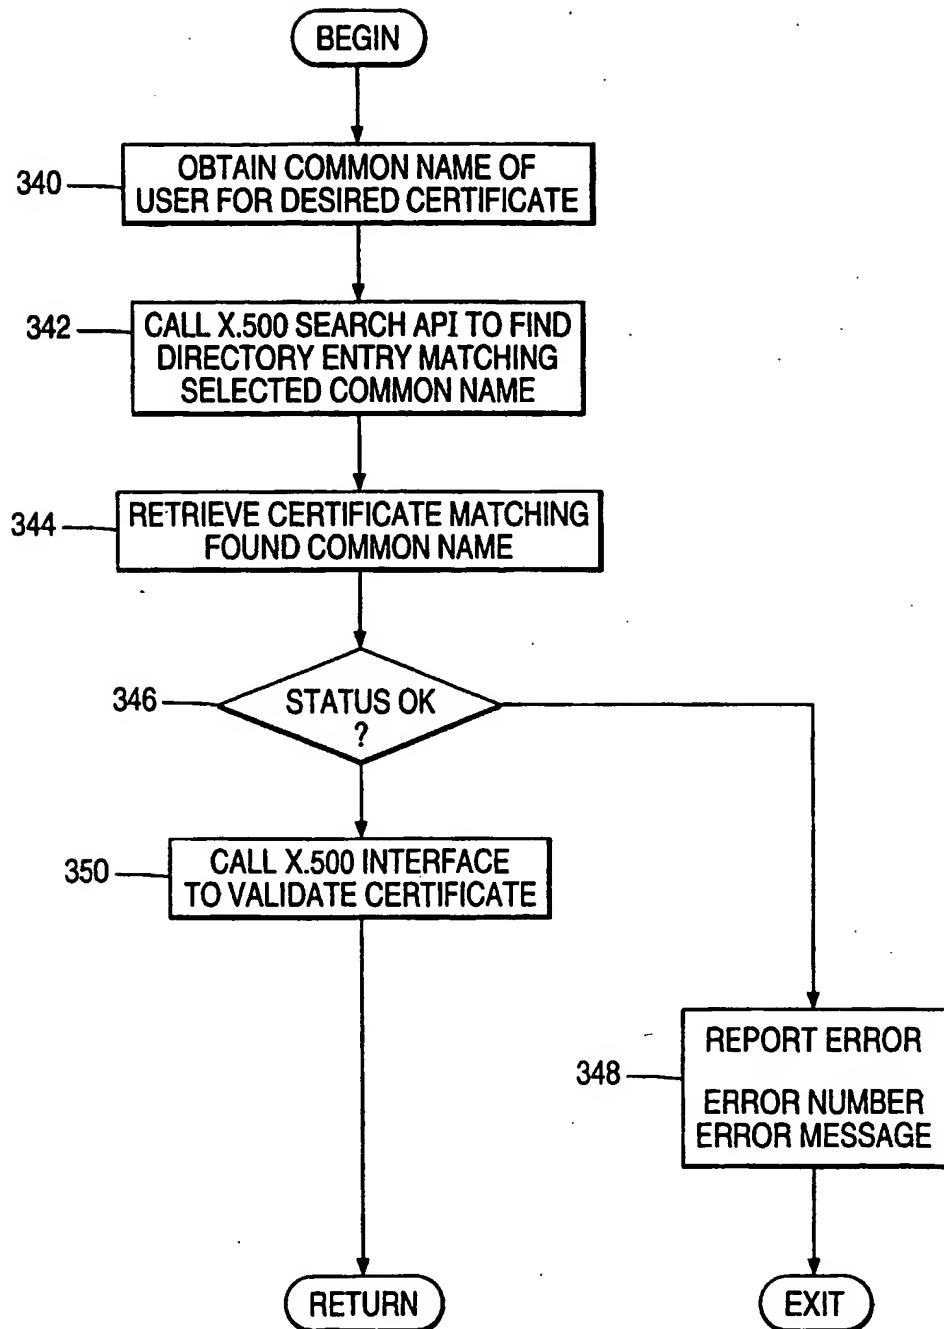 BEGIN
340
OBTAIN COMMON NAME OF
USER FOR DESIRED CERTIFICATE
342
CALL X.500 SEARCH API TO FIND
DIRECTORY ENTRY MATCHING
SELECTED COMMON NAME
344
RETRIEVE CERTIFICATE MATCHING
FOUND COMMON NAME
346
STATUS OK
?
350
CALL X.500 INTERFACE
TO VALIDATE CERTIFICATE
348
REPORT ERROR
ERROR NUMBER
ERROR MESSAGE
RETURN
EXIT